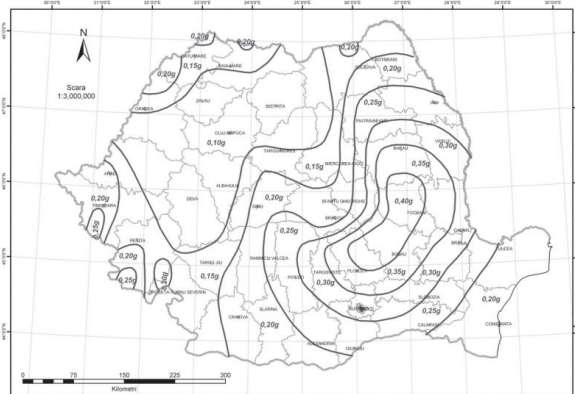 20°0'0"E 21°0'0"E 22°0'0"E 23°0'0"E 24°0'0"E 25°0'0"E 26°0'0"E 27°0'0"E 28°0'0"E 29°0'0"E 30°0'0"E
N
Scara
1:3,000,000
0,20g
0,20g
0,20g
SATU MARE
0,15g
BAIA MARE
0,20g
BOTOSANI
SUCEAVA
0,20g
ORADEA
ZALAU
BISTRITA
0,25g
IASI
PIATRA NEAMT
CLUJ-NAPOCA
0,10g
TARGU MURES
0,15g
MIERCUREA CIUC
BACAU
VASLUI
0,30g
0,35g
ARAD
ALBA IULIA
DEVA
0,20g
TIMISOARA
0,25g
SIBIU
0,20g
SFANTU GHEORGHE
BRASOV
0,40g
FOCSANI
0,25g
GALATI
BRAILA
TULCEA
RESITA
0,20g
0,25g
0,20g
TARGU JIU
0,15g
RAMNICU VALCEA
PITESTI
TARGOVISTE
0,30g
PLOIESTI
BUZAU
0,35g
0,30g
DROBETA-TURNU SEVERIN
SLOBOZIA
0,20g
0,25g
CRAIOVA
SLATINA
0,20g
BUCURESTI
CALARASI
CONSTANTA
ALEXANDRIA
GIURGIU
0 75 150 225 300
Kilometri